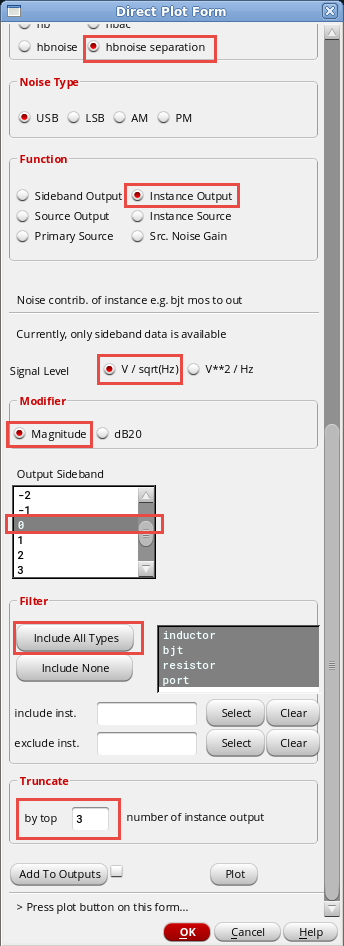 Direct Plot Form
hb hbac
hbnoise hbnoise separation
Noise Type
USB LSB AM PM
Function
Sideband Output Instance Output
Source Output Instance Source
Primary Source Src. Noise Gain
Noise contrib. of instance e.g. bjt mos to out
Currently, only sideband data is available
Signal Level V / sqrt(Hz) V**2 / Hz
Modifier
Magnitude dB20
Output Sideband
-2
-1
0
1
2
3
Filter
Include All Types
Include None
inductor
bjt
resistor
port
include inst. Select Clear
exclude inst. Select Clear
Truncate
by top 3 number of instance output
Add To Outputs Plot
> Press plot button on this form...
OK Cancel Help